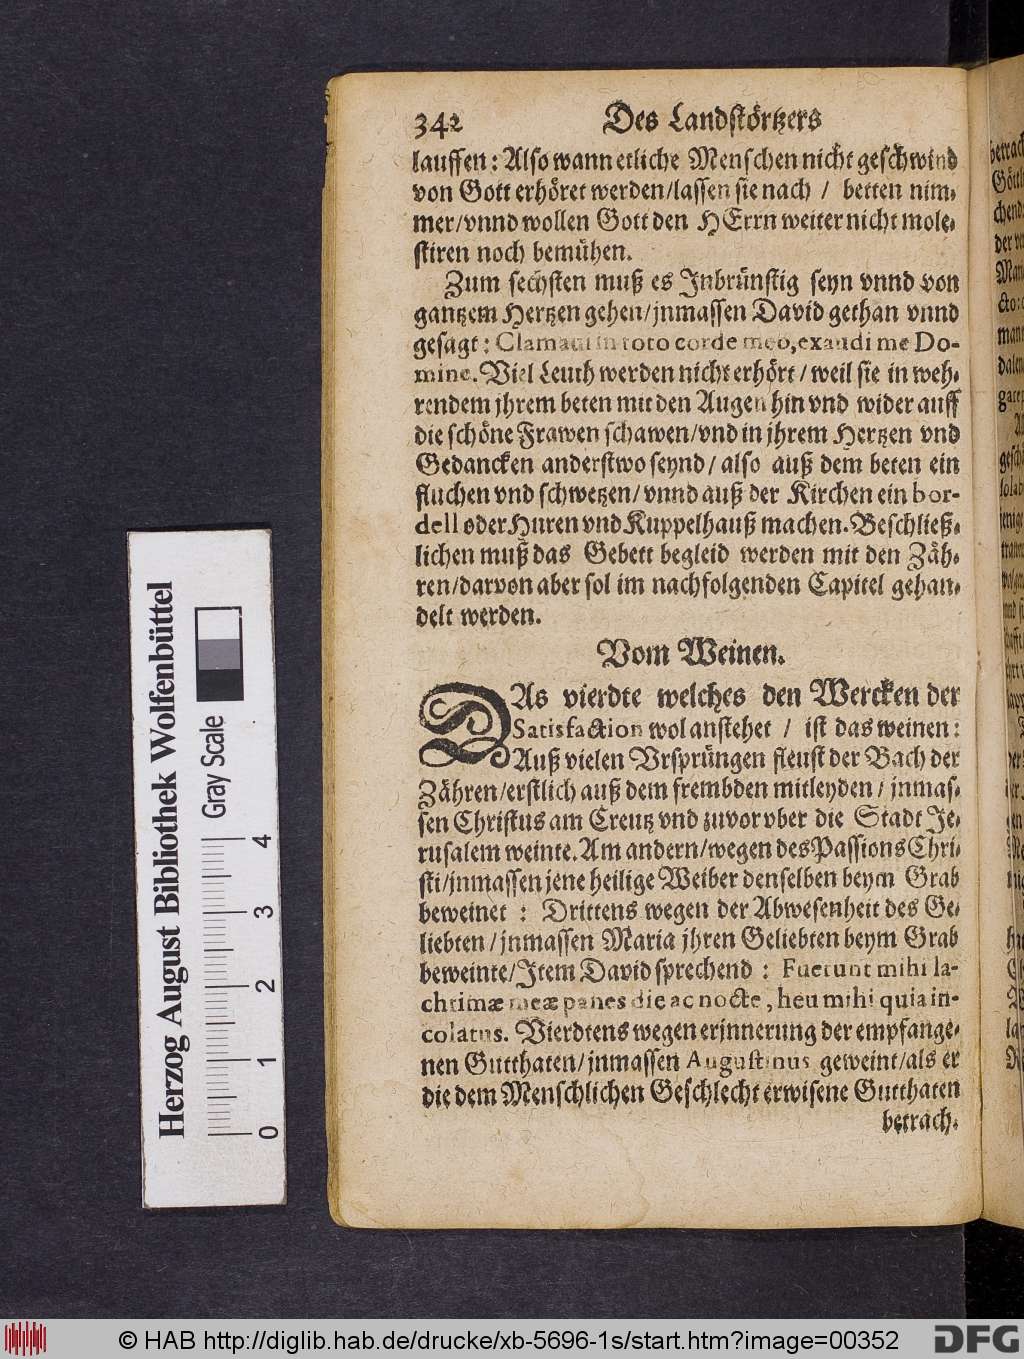 342 Des Landstörtzers
lauffen: Also wann etliche Menschen nicht geschwind
von Gott erhöret werden/lassen sie nach / betten nim-
mer/vnnd wollen Gott den HErrn weiter nicht mole-
stiren noch bemühen.
Zum sechsten muß es Inbrünstig seyn vnnd von
gantzem Hertzen gehen/jnmassen David gethan vnnd
gesagt: Clamaui in toto corde meo, exaudi me Do-
mine. Viel Leuth werden nicht erhört / weil sie in weh-
rendem jhrem beten mit den Augen hin vnd wider auff
die schöne Frawen schawen/vnd in jhrem Hertzen vnd
Gedancken anderstwo seynd/ also auß dem beten ein
fluchen vnd schwetzen/ vnnd auß der Kirchen ein bor-
dell oder Huren vnd Kuppelhauß machen. Beschließ-
lichen muß das Gebett begleid werden mit den Zäh-
ren/darvon aber sol im nachfolgenden Capitel gehan-
delt werden.
Vom Weinen.
DAs vierdte welches den Wercken der
Satisfaction wol anstehet / ist das weinen:
Auß vielen Vrsprüngen fleust der Bach der
Zähren/erstlich auß dem frembden mitleyden / jnmas-
sen Christus am Creutz vnd zuvor vber die Stadt Je-
rusalem weinte. Am andern/wegen des Passions Chri-
sti/jnmassen jene heilige Weiber denselben beym Grab
beweinet : Drittens wegen der Abwesenheit des Ge-
liebten / jnmassen Maria jhren Geliebten beym Grab
beweinte/Item David sprechend : Fuerunt mihi la-
chrimæ meæ panes die ac nocte, heu mihi quia in-
colatus. Vierdtens wegen erjnnerung der empfange-
nen Gutthaten/ jnmassen Augustinus geweint/als er
die dem Menschlichen Geschlecht erwisene Gutthaten
betrach-
Herzog August Bibliothek Wolfenbüttel
Gray Scale
0 1 2 3 4
© HAB http://diglib.hab.de/drucke/xb-5696-1s/start.htm?image=00352
DFG